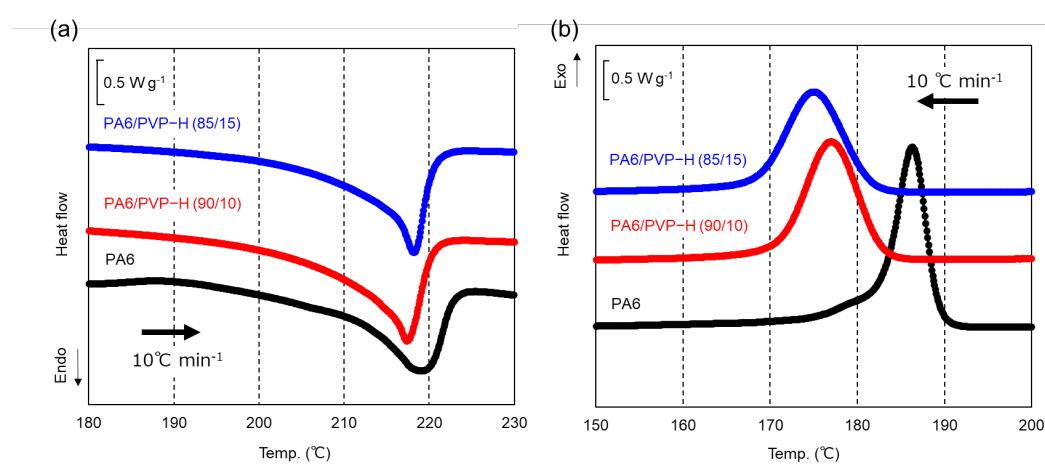 (a)
0.5 W g⁻¹
PA6/PVP−H (85/15)
PA6/PVP−H (90/10)
PA6
10℃ min⁻¹
Heat flow
Endo
180 190 200 210 220 230
Temp. (℃)
(b)
Exo
0.5 W g⁻¹
10 ℃ min⁻¹
PA6/PVP−H (85/15)
PA6/PVP−H (90/10)
PA6
Heat flow
150 160 170 180 190 200
Temp. (℃)